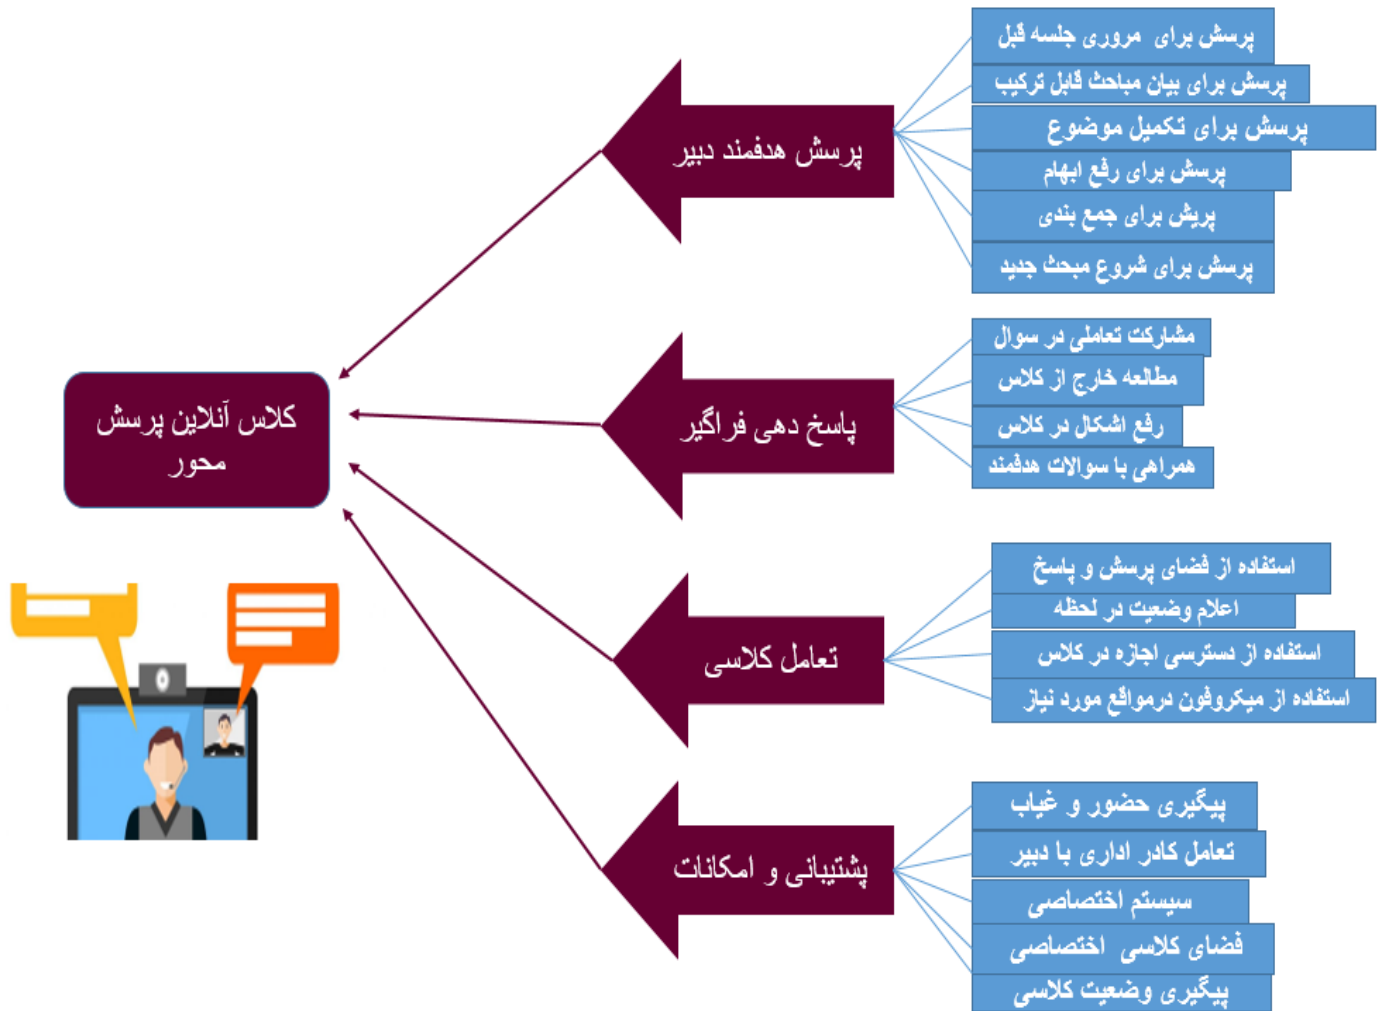 پرسش برای مروری جلسه قبل
پرسش برای بیان مباحث قابل ترکیب
پرسش برای تکمیل موضوع
پرسش برای رفع ابهام
پریش برای جمع بندی
پرسش برای شروع مبحث جدید
پرسش هدفمند دبیر
مشارکت تعاملی در سوال
مطالعه خارج از کلاس
رفع اشکال در کلاس
همراهی با سوالات هدفمند
پاسخ دهی فراگیر
استفاده از فضای پرسش و پاسخ
اعلام وضعیت در لحظه
استفاده از دسترسی اجازه در کلاس
استفاده از میکروفون درمواقع مورد نیاز
تعامل کلاسی
پیگیری حضور و غیاب
تعامل کادر اداری با دبیر
سیستم اختصاصی
فضای کلاسی اختصاصی
پیگیری وضعیت کلاسی
پشتیبانی و امکانات
کلاس آنلاین پرسش
محور